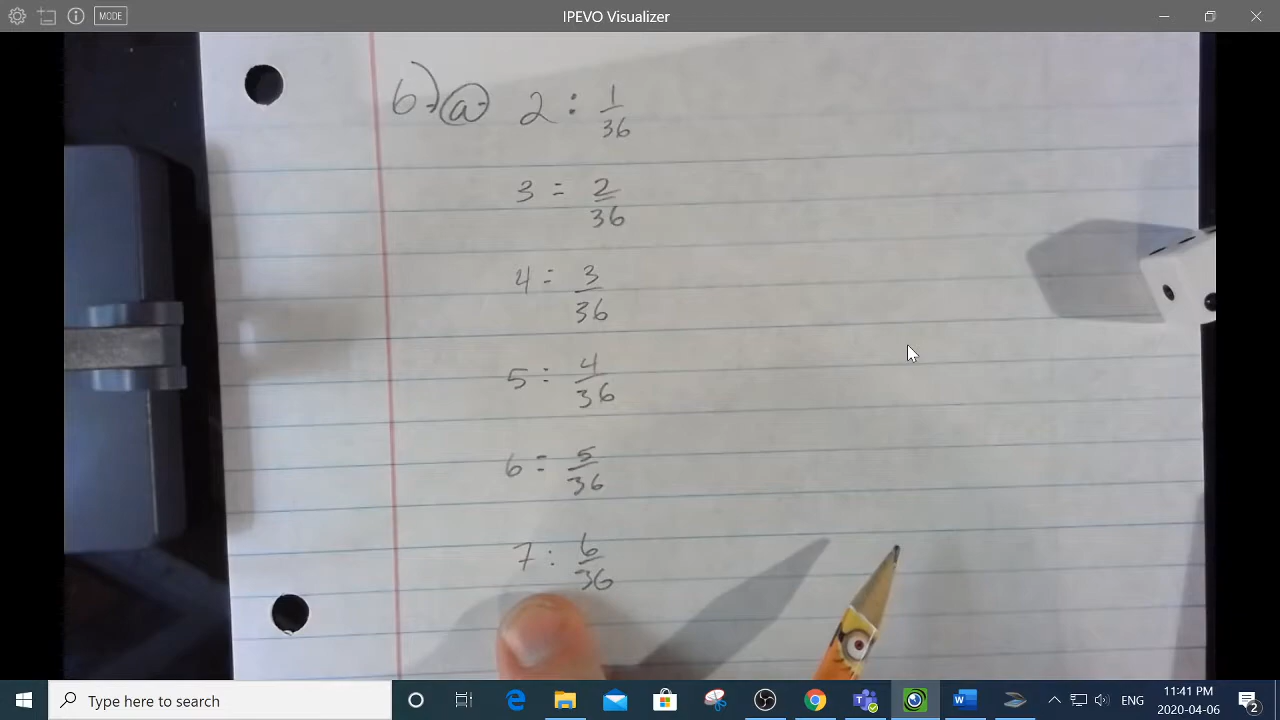 MODE
IPEVO Visualizer
6) a) 2 : 1/36
3 = 2/36
4 = 3/36
5 : 4/36
6 = 5/36
7 : 6/36
Type here to search
ENG
11:41 PM
2020-04-06
2